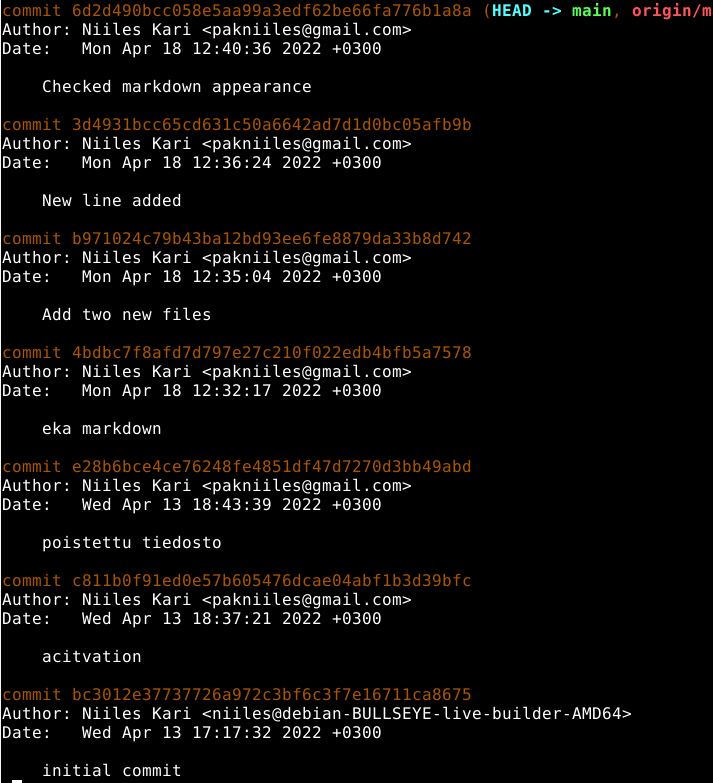 commit 6d2d490bcc058e5aa99a3edf62be66fa776b1a8a (HEAD -> main, origin/m
Author: Niiles Kari <pakniiles@gmail.com>
Date:   Mon Apr 18 12:40:36 2022 +0300
    Checked markdown appearance
commit 3d4931bcc65cd631c50a6642ad7d1d0bc05afb9b
Author: Niiles Kari <pakniiles@gmail.com>
Date:   Mon Apr 18 12:36:24 2022 +0300
    New line added
commit b971024c79b43ba12bd93ee6fe8879da33b8d742
Author: Niiles Kari <pakniiles@gmail.com>
Date:   Mon Apr 18 12:35:04 2022 +0300
    Add two new files
commit 4bdbc7f8afd7d797e27c210f022edb4bfb5a7578
Author: Niiles Kari <pakniiles@gmail.com>
Date:   Mon Apr 18 12:32:17 2022 +0300
    eka markdown
commit e28b6bce4ce76248fe4851df47d7270d3bb49abd
Author: Niiles Kari <pakniiles@gmail.com>
Date:   Wed Apr 13 18:43:39 2022 +0300
    poistettu tiedosto
commit c811b0f91ed0e57b605476dcae04abf1b3d39bfc
Author: Niiles Kari <pakniiles@gmail.com>
Date:   Wed Apr 13 18:37:21 2022 +0300
    acitvation
commit bc3012e37737726a972c3bf6c3f7e16711ca8675
Author: Niiles Kari <niiles@debian-BULLSEYE-live-builder-AMD64>
Date:   Wed Apr 13 17:17:32 2022 +0300
    initial commit